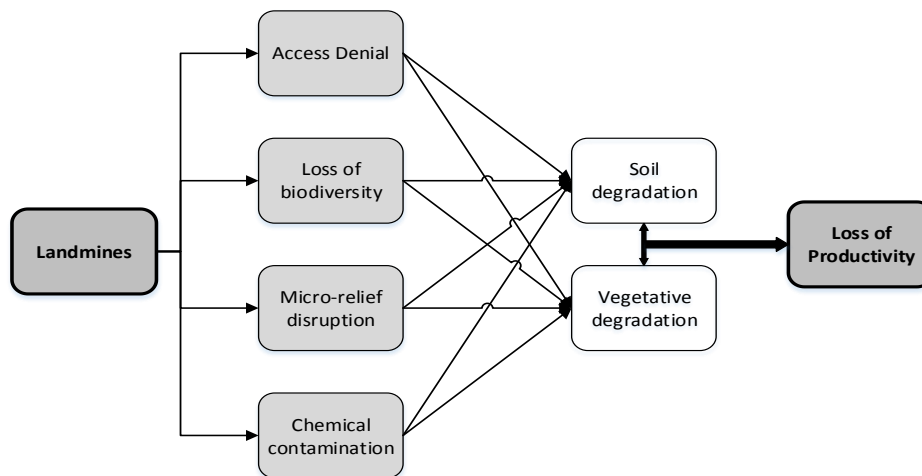 Access Denial
Loss of
biodiversity
Landmines
Micro-relief
disruption
Chemical
contamination
Soil
degradation
Vegetative
degradation
Loss of
Productivity